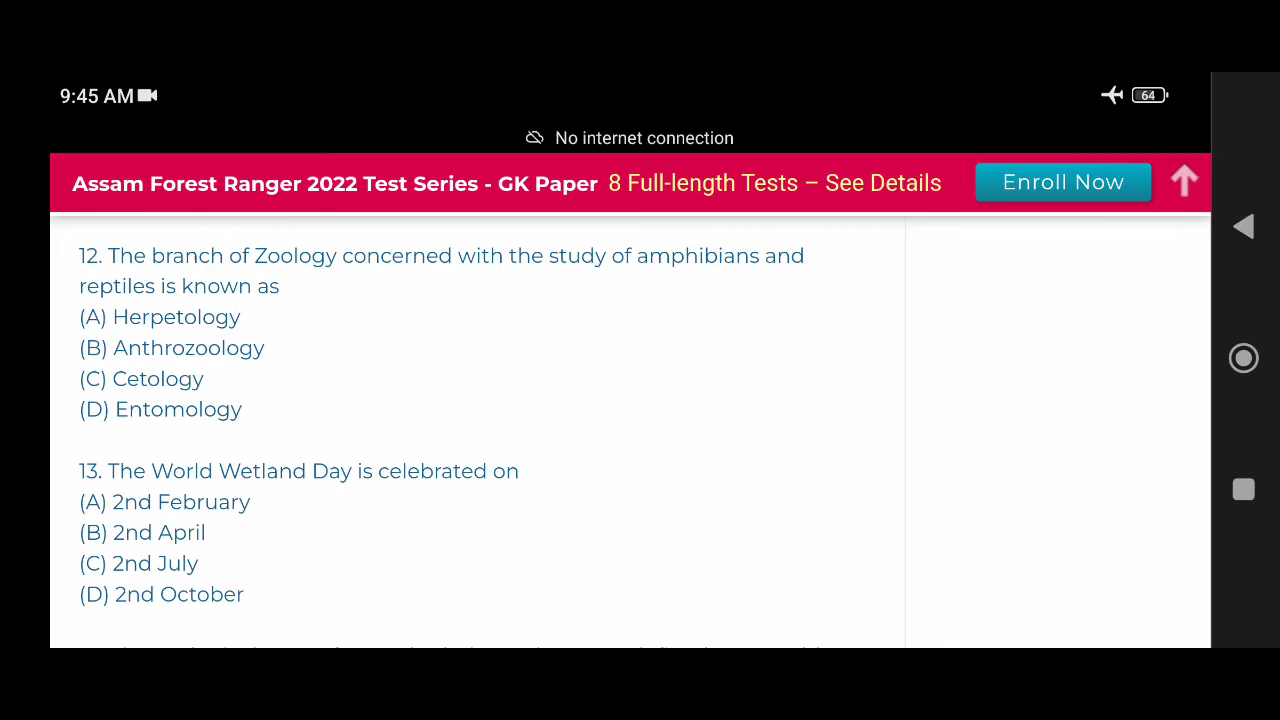 9:45 AM
64
No internet connection
Assam Forest Ranger 2022 Test Series - GK Paper 8 Full-length Tests – See Details Enroll Now
12. The branch of Zoology concerned with the study of amphibians and
reptiles is known as
(A) Herpetology
(B) Anthrozoology
(C) Cetology
(D) Entomology
13. The World Wetland Day is celebrated on
(A) 2nd February
(B) 2nd April
(C) 2nd July
(D) 2nd October